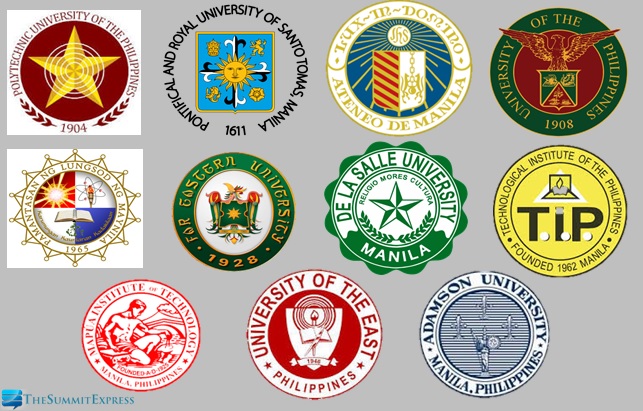 POLYTECHNIC UNIVERSITY OF THE PHILIPPINES
1904
PONTIFICAL AND ROYAL UNIVERSITY OF SANTO TOMAS, MANILA
1611
LUX-IN-DOMINO
IHS
ATENEO DE MANILA
UNIVERSITY OF THE PHILIPPINES
1908
PAMANTASAN NG LUNGSOD NG MAYNILA
1965
FAR EASTERN UNIVERSITY
1928
DE LA SALLE UNIVERSITY
RELIGIO MORES CULTURA
MANILA
TECHNOLOGICAL INSTITUTE OF THE PHILIPPINES
T.I.P.
FOUNDED 1962 MANILA
MAPUA INSTITUTE OF TECHNOLOGY
FOUNDED A.D. 1925
MANILA, PHILIPPINES
UNIVERSITY OF THE EAST
1946
PHILIPPINES
ADAMSON UNIVERSITY
MANILA, PHILIPPINES
THESUMMITEXPRESS